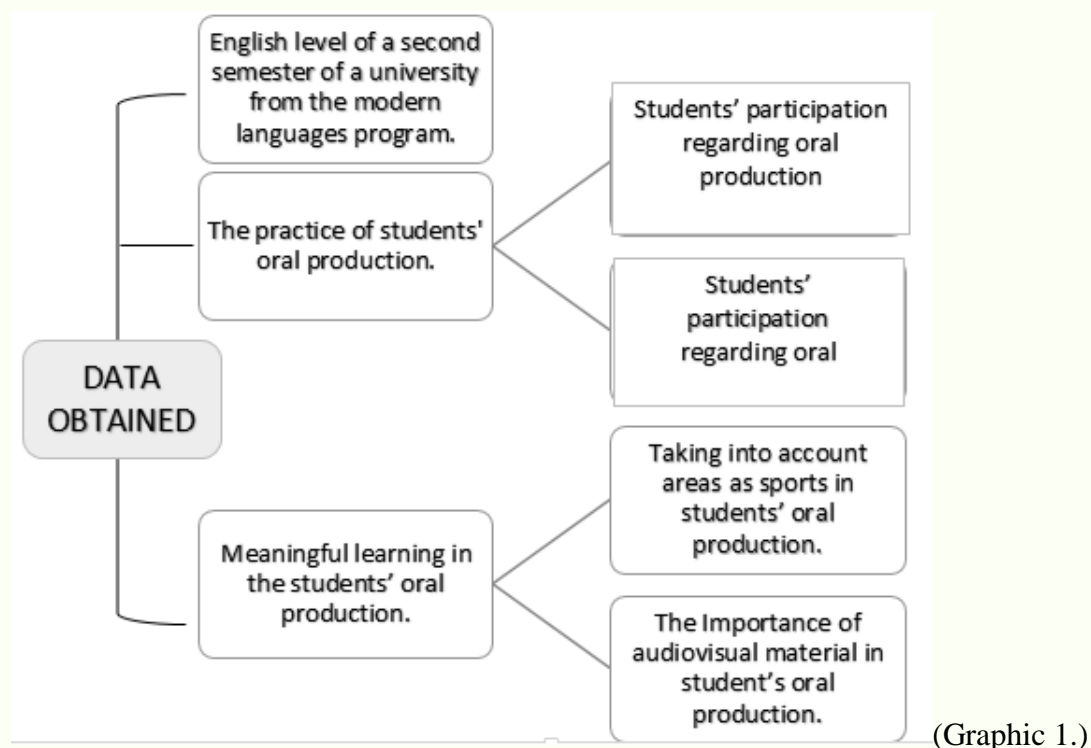 English level of a second
semester of a university
from the modern
languages program.
The practice of students'
oral production.
Students’ participation
regarding oral
production
Students’
participation
regarding oral
DATA
OBTAINED
Meaningful learning in
the students’ oral
production.
Taking into account
areas as sports in
students’ oral
production.
The Importance of
audiovisual material in
student’s oral
production.
(Graphic 1.)